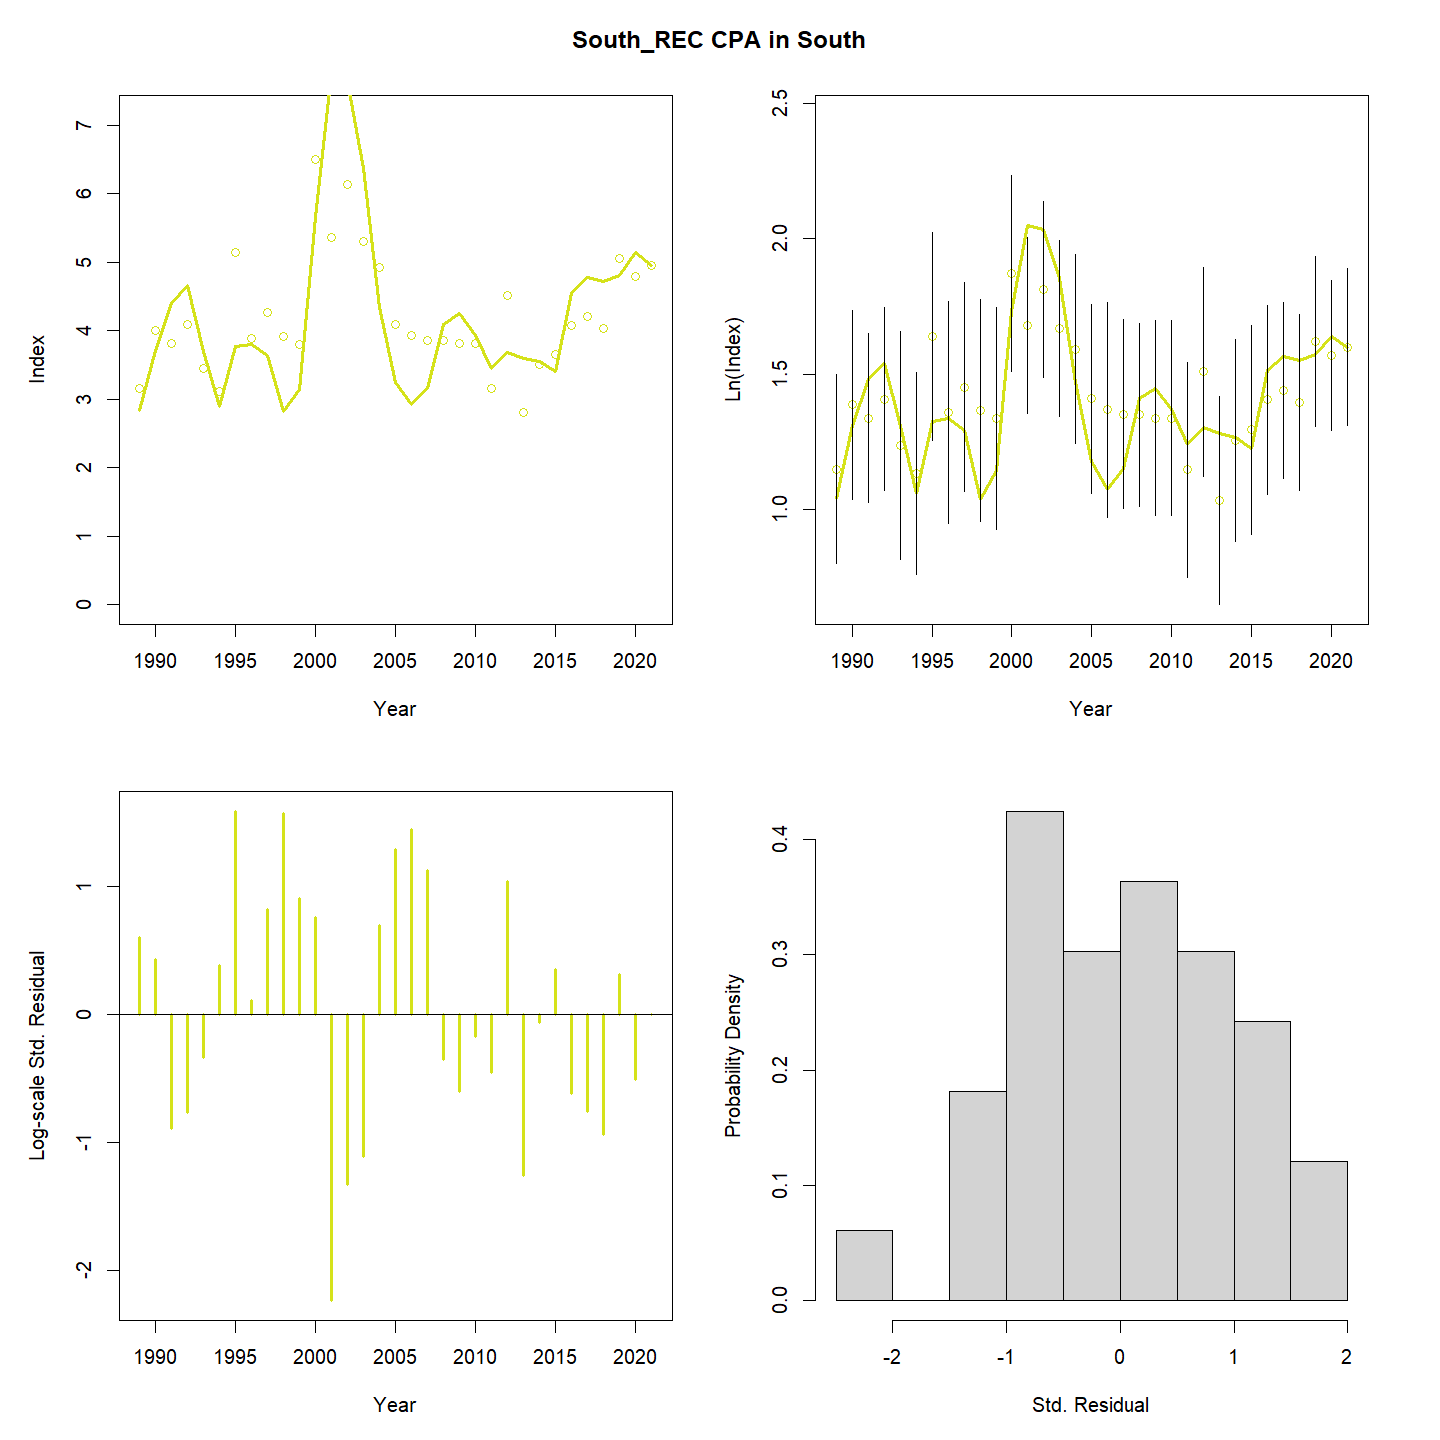 South_REC CPA in South
Index
7
6
5
4
3
2
1
0
1990 1995 2000 2005 2010 2015 2020
Year
Ln(Index)
2.5
2.0
1.5
1.0
1990 1995 2000 2005 2010 2015 2020
Year
Log-scale Std. Residual
1
0
-1
-2
1990 1995 2000 2005 2010 2015 2020
Year
Probability Density
0.4
0.3
0.2
0.1
0.0
-2 -1 0 1 2
Std. Residual